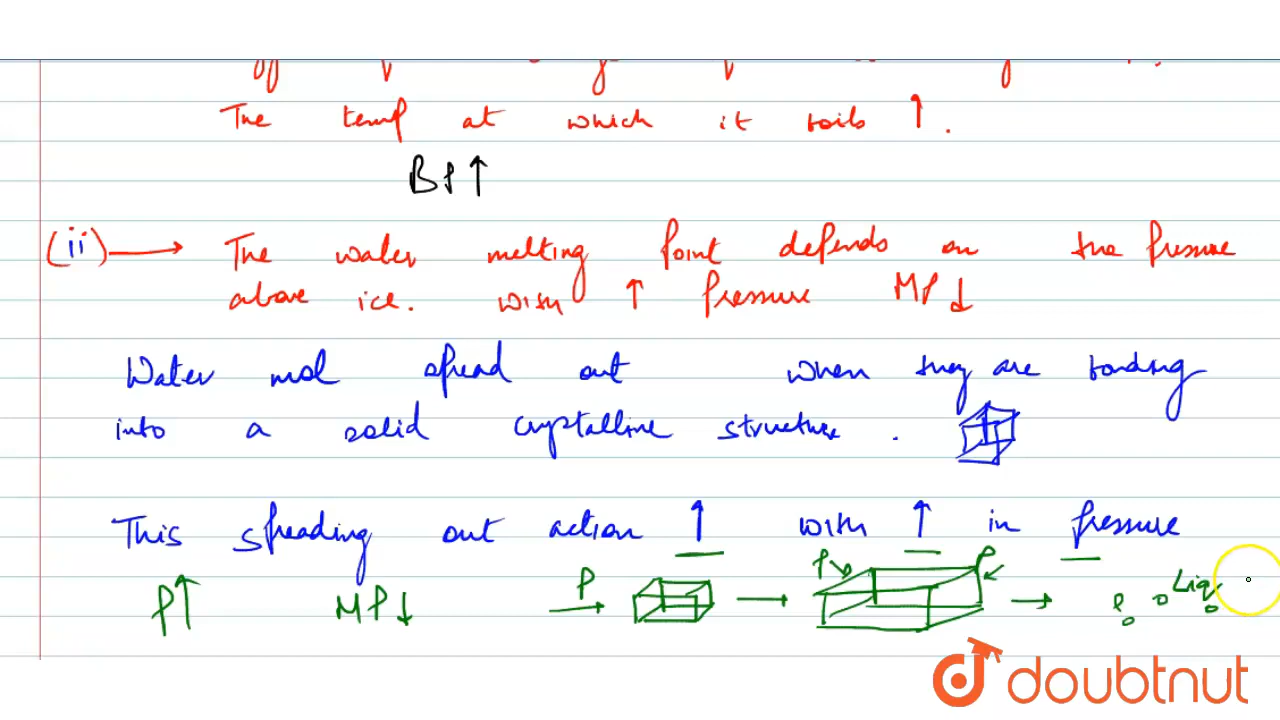 The temp at which it boils ↑.
BP↑
(ii) → The water melting point depends on the pressure
above ice. with ↑ pressure MP↓
Water mol spread out when they are bonding
into a solid crystalline structure.
This spreading out action ↑ with ↑ in pressure
P↑ MP↓ P → → P P → Liq
doubtnut